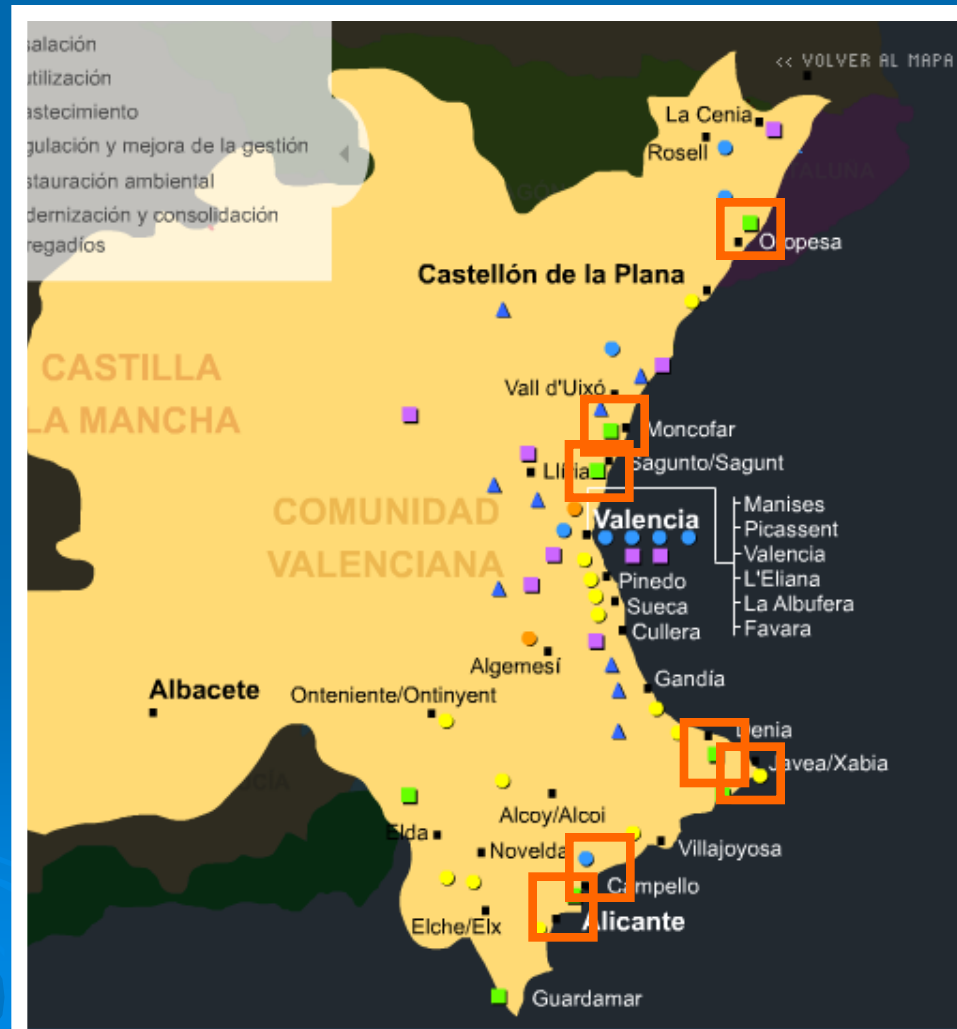 salación
utilización
astecimiento
gulación y mejora de la gestión
stauración ambiental
dernización y consolidación
regadíos
<< VOLVER AL MAPA
La Cenia
Rosell
TALUÑA
Oropesa
Castellón de la Plana
CASTILLA
LA MANCHA
Vall d'Uixó
Moncofar
Sagunto/Sagunt
Llíria
COMUNIDAD
VALENCIANA
Valencia
Manises
Picassent
Valencia
L'Eliana
La Albufera
Favara
Pinedo
Sueca
Cullera
Algemesí
Gandía
Albacete
Onteniente/Ontinyent
Denia
Javea/Xabia
Alcoy/Alcoi
Elda
Novelda
Villajoyosa
Campello
Elche/Elx
Alicante
Guardamar